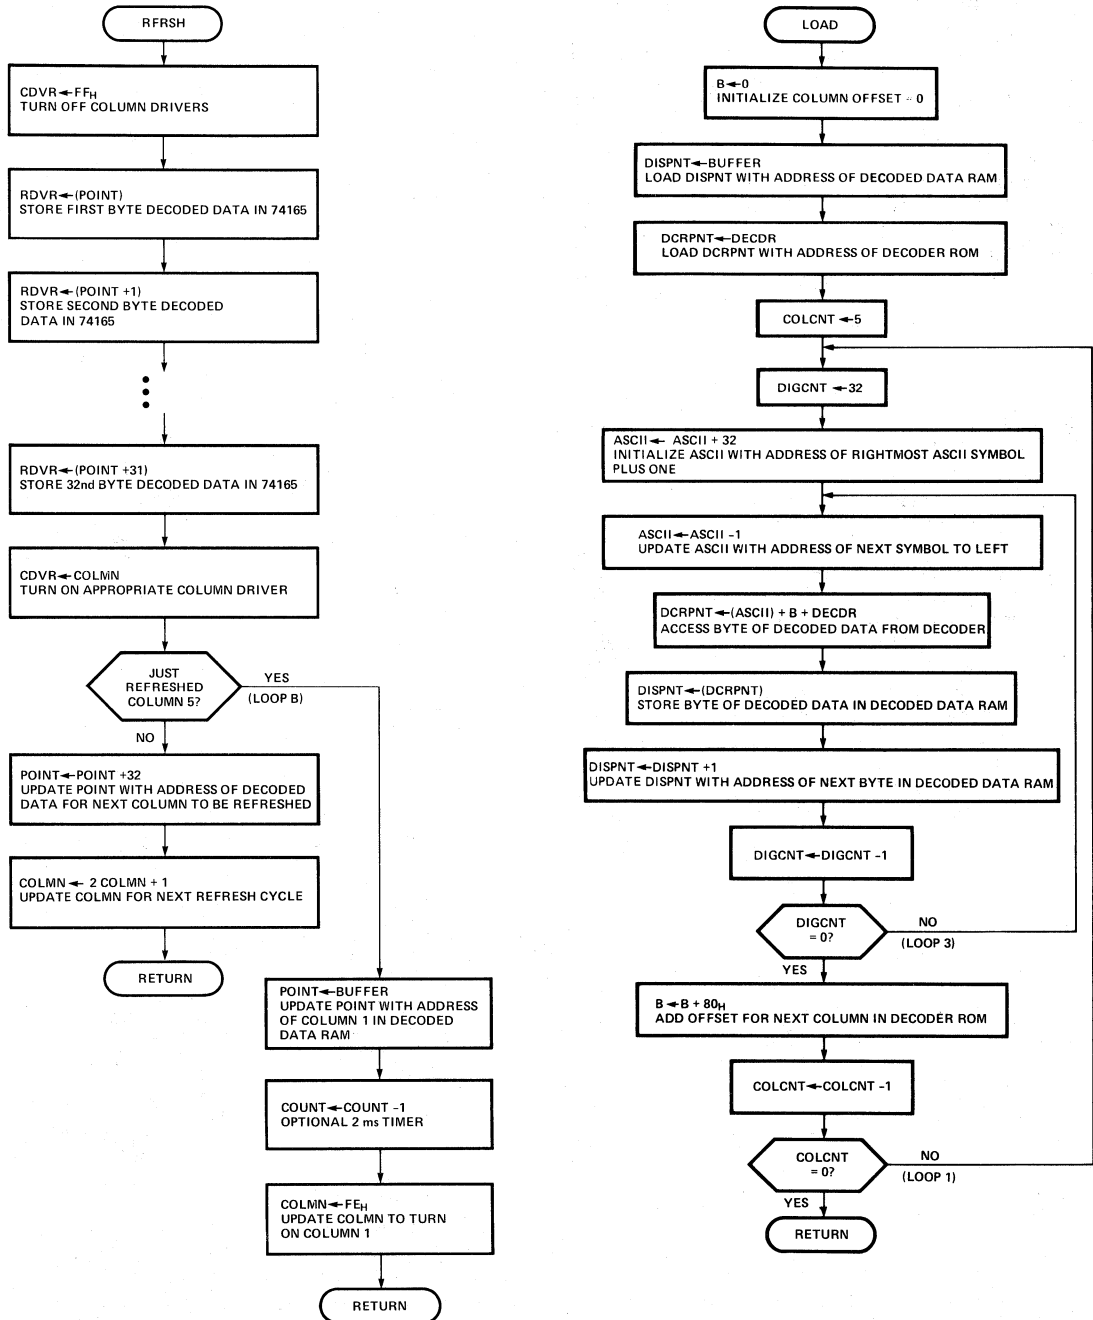 RFRSH
CDVR←FFH
TURN OFF COLUMN DRIVERS
RDVR←(POINT)
STORE FIRST BYTE DECODED DATA IN 74165
RDVR←(POINT +1)
STORE SECOND BYTE DECODED
DATA IN 74165
RDVR←(POINT +31)
STORE 32nd BYTE DECODED DATA IN 74165
CDVR←COLMN
TURN ON APPROPRIATE COLUMN DRIVER
JUST
REFRESHED
COLUMN 5?
YES
(LOOP B)
NO
POINT←POINT +32
UPDATE POINT WITH ADDRESS OF DECODED
DATA FOR NEXT COLUMN TO BE REFRESHED
COLMN← 2 COLMN + 1
UPDATE COLMN FOR NEXT REFRESH CYCLE
RETURN
POINT←BUFFER
UPDATE POINT WITH ADDRESS
OF COLUMN 1 IN DECODED
DATA RAM
COUNT←COUNT -1
OPTIONAL 2 ms TIMER
COLMN←FEH
UPDATE COLMN TO TURN
ON COLUMN 1
RETURN
LOAD
B←0
INITIALIZE COLUMN OFFSET = 0
DISPNT←BUFFER
LOAD DISPNT WITH ADDRESS OF DECODED DATA RAM
DCRPNT←DECDR
LOAD DCRPNT WITH ADDRESS OF DECODER ROM
COLCNT ←5
DIGCNT ←32
ASCII← ASCII + 32
INITIALIZE ASCII WITH ADDRESS OF RIGHTMOST ASCII SYMBOL
PLUS ONE
ASCII←ASCII -1
UPDATE ASCII WITH ADDRESS OF NEXT SYMBOL TO LEFT
DCRPNT←(ASCII) + B + DECDR
ACCESS BYTE OF DECODED DATA FROM DECODER
DISPNT←(DCRPNT)
STORE BYTE OF DECODED DATA IN DECODED DATA RAM
DISPNT←DISPNT +1
UPDATE DISPNT WITH ADDRESS OF NEXT BYTE IN DECODED DATA RAM
DIGCNT←DIGCNT -1
DIGCNT
= 0?
NO
(LOOP 3)
YES
B←B + 80H
ADD OFFSET FOR NEXT COLUMN IN DECODER ROM
COLCNT←COLCNT -1
COLCNT
= 0?
NO
(LOOP 1)
YES
RETURN